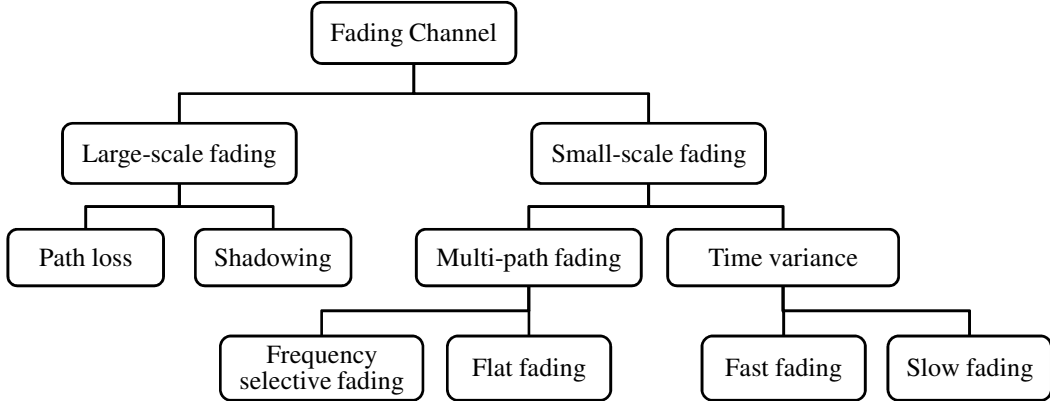 Fading Channel
Large-scale fading
Small-scale fading
Path loss
Shadowing
Multi-path fading
Time variance
Frequency
selective fading
Flat fading
Fast fading
Slow fading